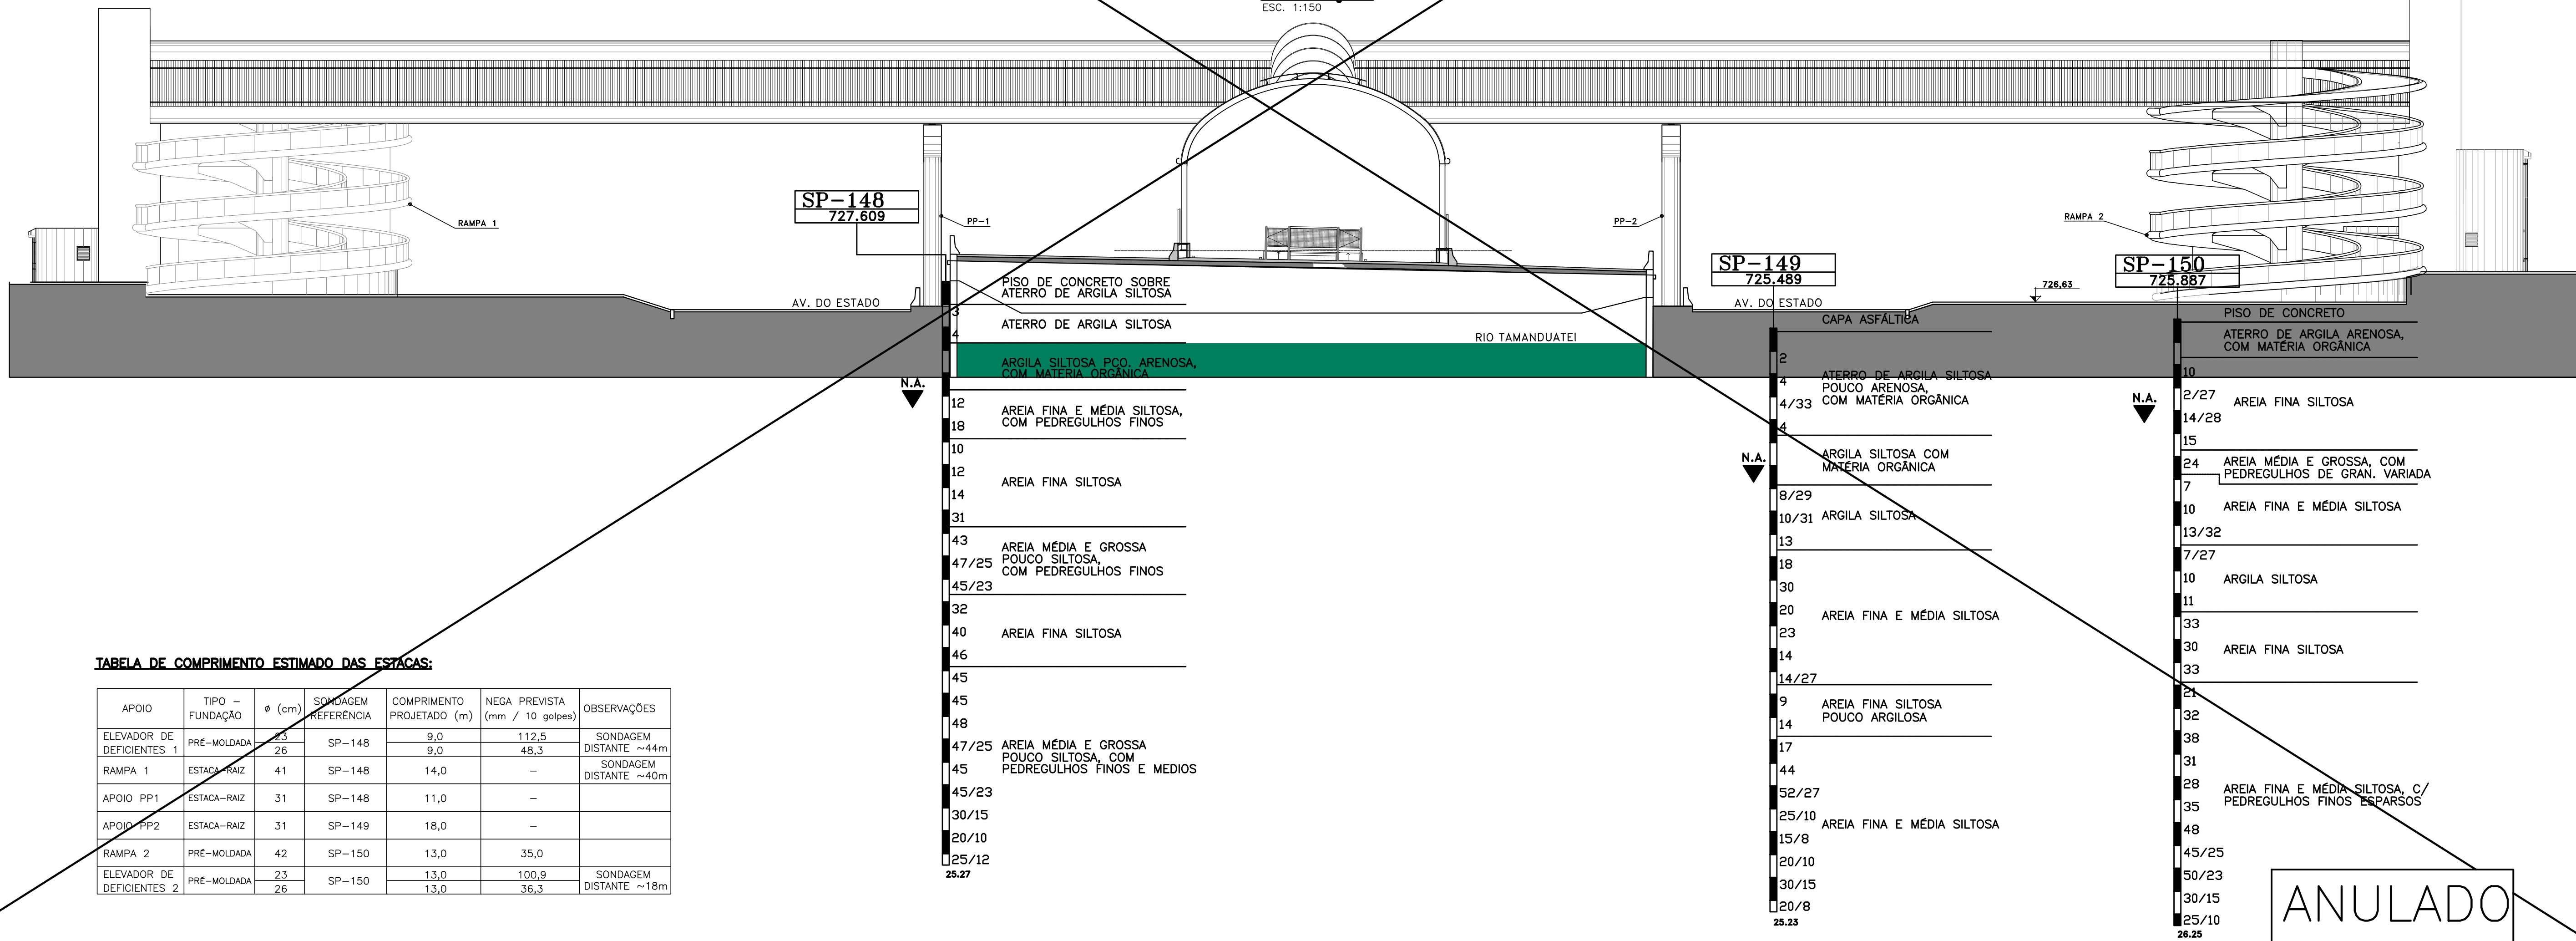 ESC. 1:150
RAMPA 1
SP-148
727.609
PP-1
PP-2
RAMPA 2
AV. DO ESTADO
RIO TAMANDUATEI
AV. DO ESTADO
726,63
N.A.
PISO DE CONCRETO SOBRE
ATERRO DE ARGILA SILTOSA
3
ATERRO DE ARGILA SILTOSA
4
ARGILA SILTOSA PCO. ARENOSA,
COM MATÉRIA ORGÂNICA
12
AREIA FINA E MÉDIA SILTOSA,
COM PEDREGULHOS FINOS
18
10
12
AREIA FINA SILTOSA
14
31
43
AREIA MÉDIA E GROSSA
POUCO SILTOSA,
COM PEDREGULHOS FINOS
47/25
45/23
32
40
AREIA FINA SILTOSA
46
45
45
48
47/25
AREIA MÉDIA E GROSSA
POUCO SILTOSA, COM
PEDREGULHOS FINOS E MEDIOS
45
45/23
30/15
20/10
25/12
25.27
SP-149
725.489
CAPA ASFÁLTICA
2
4
ATERRO DE ARGILA SILTOSA
POUCO ARENOSA,
COM MATÉRIA ORGÂNICA
4/33
4
N.A.
ARGILA SILTOSA COM
MATÉRIA ORGÂNICA
8/29
10/31
ARGILA SILTOSA
13
18
30
20
AREIA FINA E MÉDIA SILTOSA
23
14
14/27
9
AREIA FINA SILTOSA
POUCO ARGILOSA
14
17
44
52/27
25/10
AREIA FINA E MÉDIA SILTOSA
15/8
20/10
30/15
20/8
25.23
SP-150
725.887
PISO DE CONCRETO
ATERRO DE ARGILA ARENOSA,
COM MATÉRIA ORGÂNICA
10
N.A.
2/27
AREIA FINA SILTOSA
14/28
15
24
AREIA MÉDIA E GROSSA, COM
PEDREGULHOS DE GRAN. VARIADA
7
10
AREIA FINA E MÉDIA SILTOSA
13/32
7/27
10
ARGILA SILTOSA
11
33
30
AREIA FINA SILTOSA
33
21
32
38
31
28
AREIA FINA E MÉDIA SILTOSA, C/
PEDREGULHOS FINOS ESPARSOS
35
48
45/25
50/23
30/15
25/10
26.25
TABELA DE COMPRIMENTO ESTIMADO DAS ESTACAS:
APOIO TIPO - FUNDAÇÃO ø (cm) SONDAGEM REFERÊNCIA COMPRIMENTO PROJETADO (m) NEGA PREVISTA (mm / 10 golpes) OBSERVAÇÕES
ELEVADOR DE DEFICIENTES 1 PRÉ-MOLDADA 23 SP-148 9,0 112,5 SONDAGEM DISTANTE ~44m
26 9,0 48,3
RAMPA 1 ESTACA-RAIZ 41 SP-148 14,0 - SONDAGEM DISTANTE ~40m
APOIO PP1 ESTACA-RAIZ 31 SP-148 11,0 -
APOIO PP2 ESTACA-RAIZ 31 SP-149 18,0 -
RAMPA 2 PRÉ-MOLDADA 42 SP-150 13,0 35,0
ELEVADOR DE DEFICIENTES 2 PRÉ-MOLDADA 23 SP-150 13,0 100,9 SONDAGEM DISTANTE ~18m
26 13,0 36,3
ANULADO